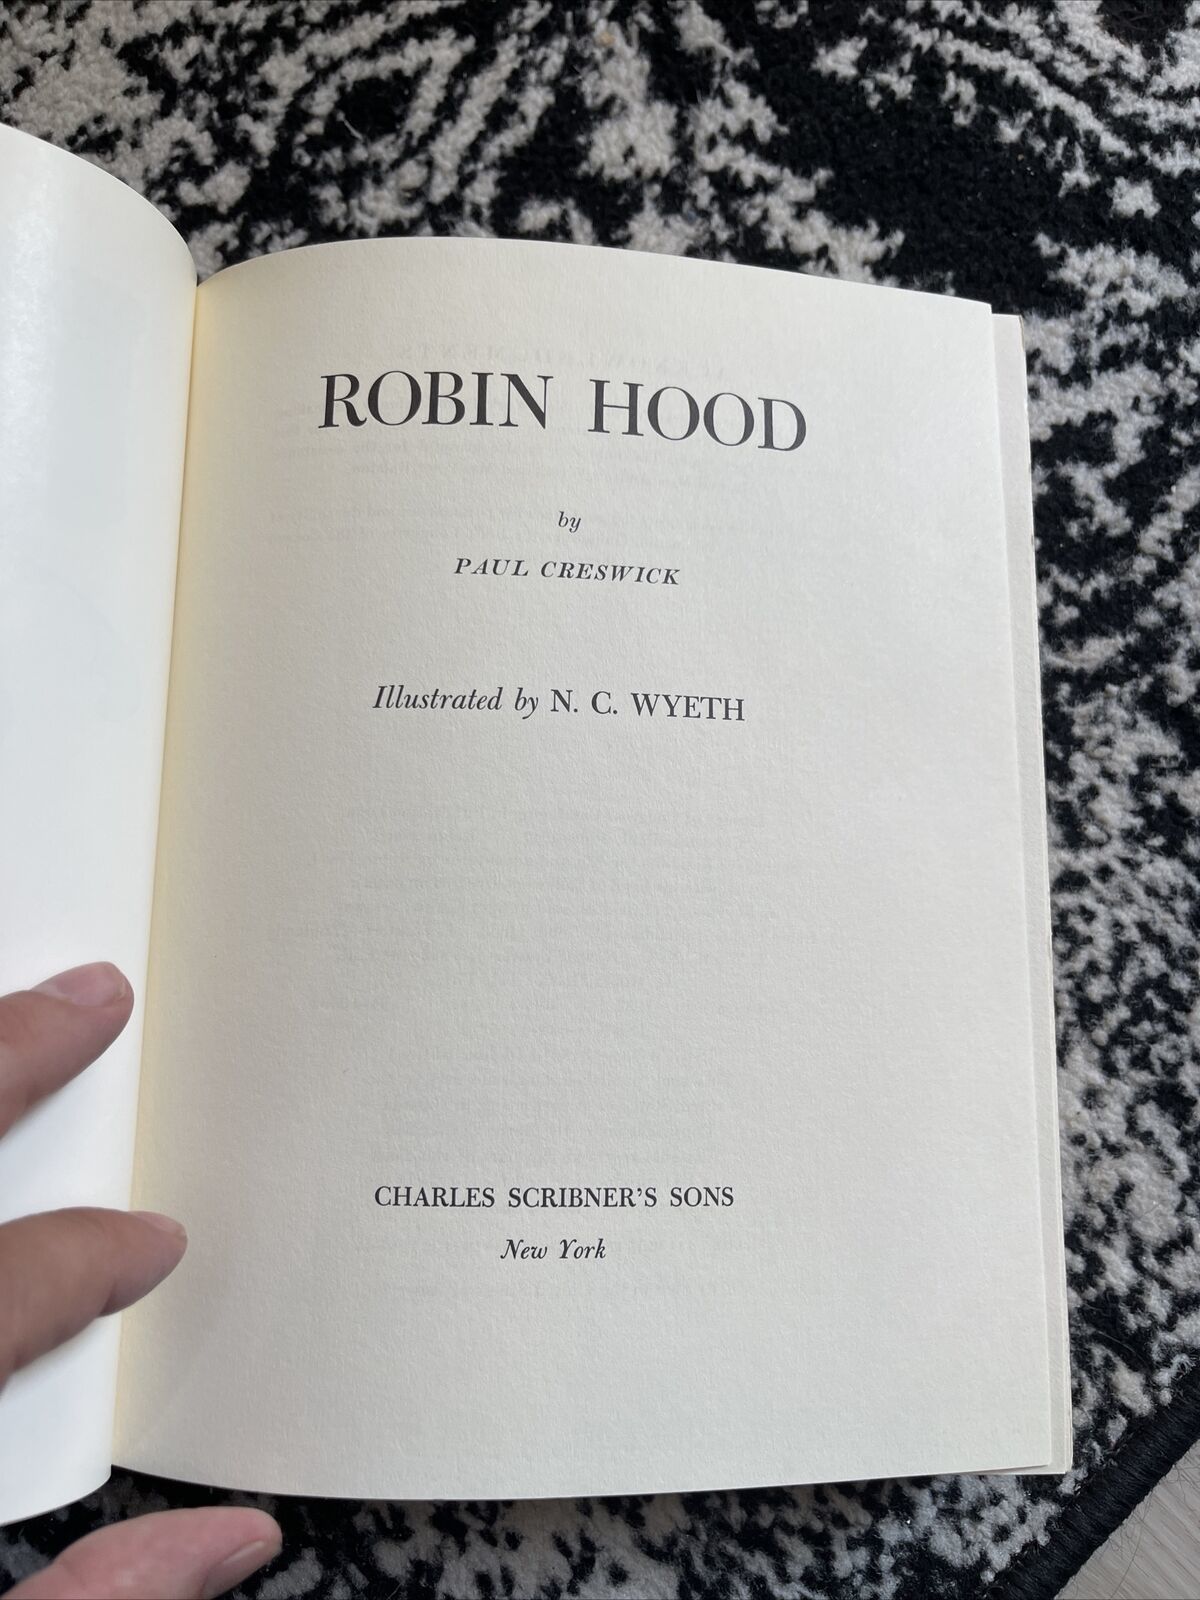 ROBIN HOOD
by
PAUL CRESWICK
Illustrated by N. C. WYETH
CHARLES SCRIBNER'S SONS
New York